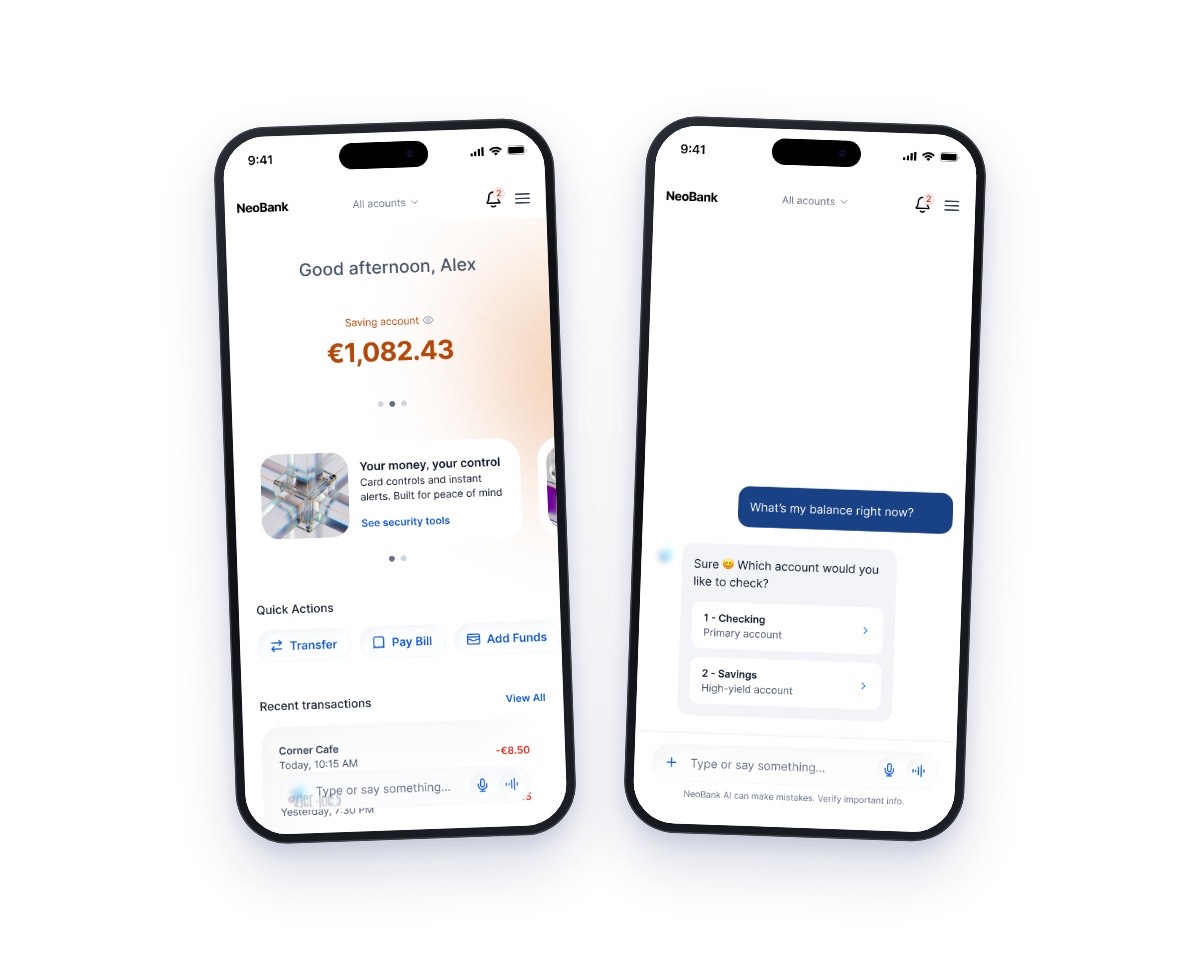 9:41
NeoBank
All acounts
2
Good afternoon, Alex
Saving account
€1,082.43
Your money, your control
Card controls and instant
alerts. Built for peace of mind
See security tools
Quick Actions
Transfer
Pay Bill
Add Funds
Recent transactions
View All
Corner Cafe
-€8.50
Today, 10:15 AM
Type or say something...
Yesterday, 7:30 PM
9:41
NeoBank
All acounts
2
What's my balance right now?
Sure 😊 Which account would you
like to check?
1 - Checking
Primary account
2 - Savings
High-yield account
Type or say something...
NeoBank AI can make mistakes. Verify important info.